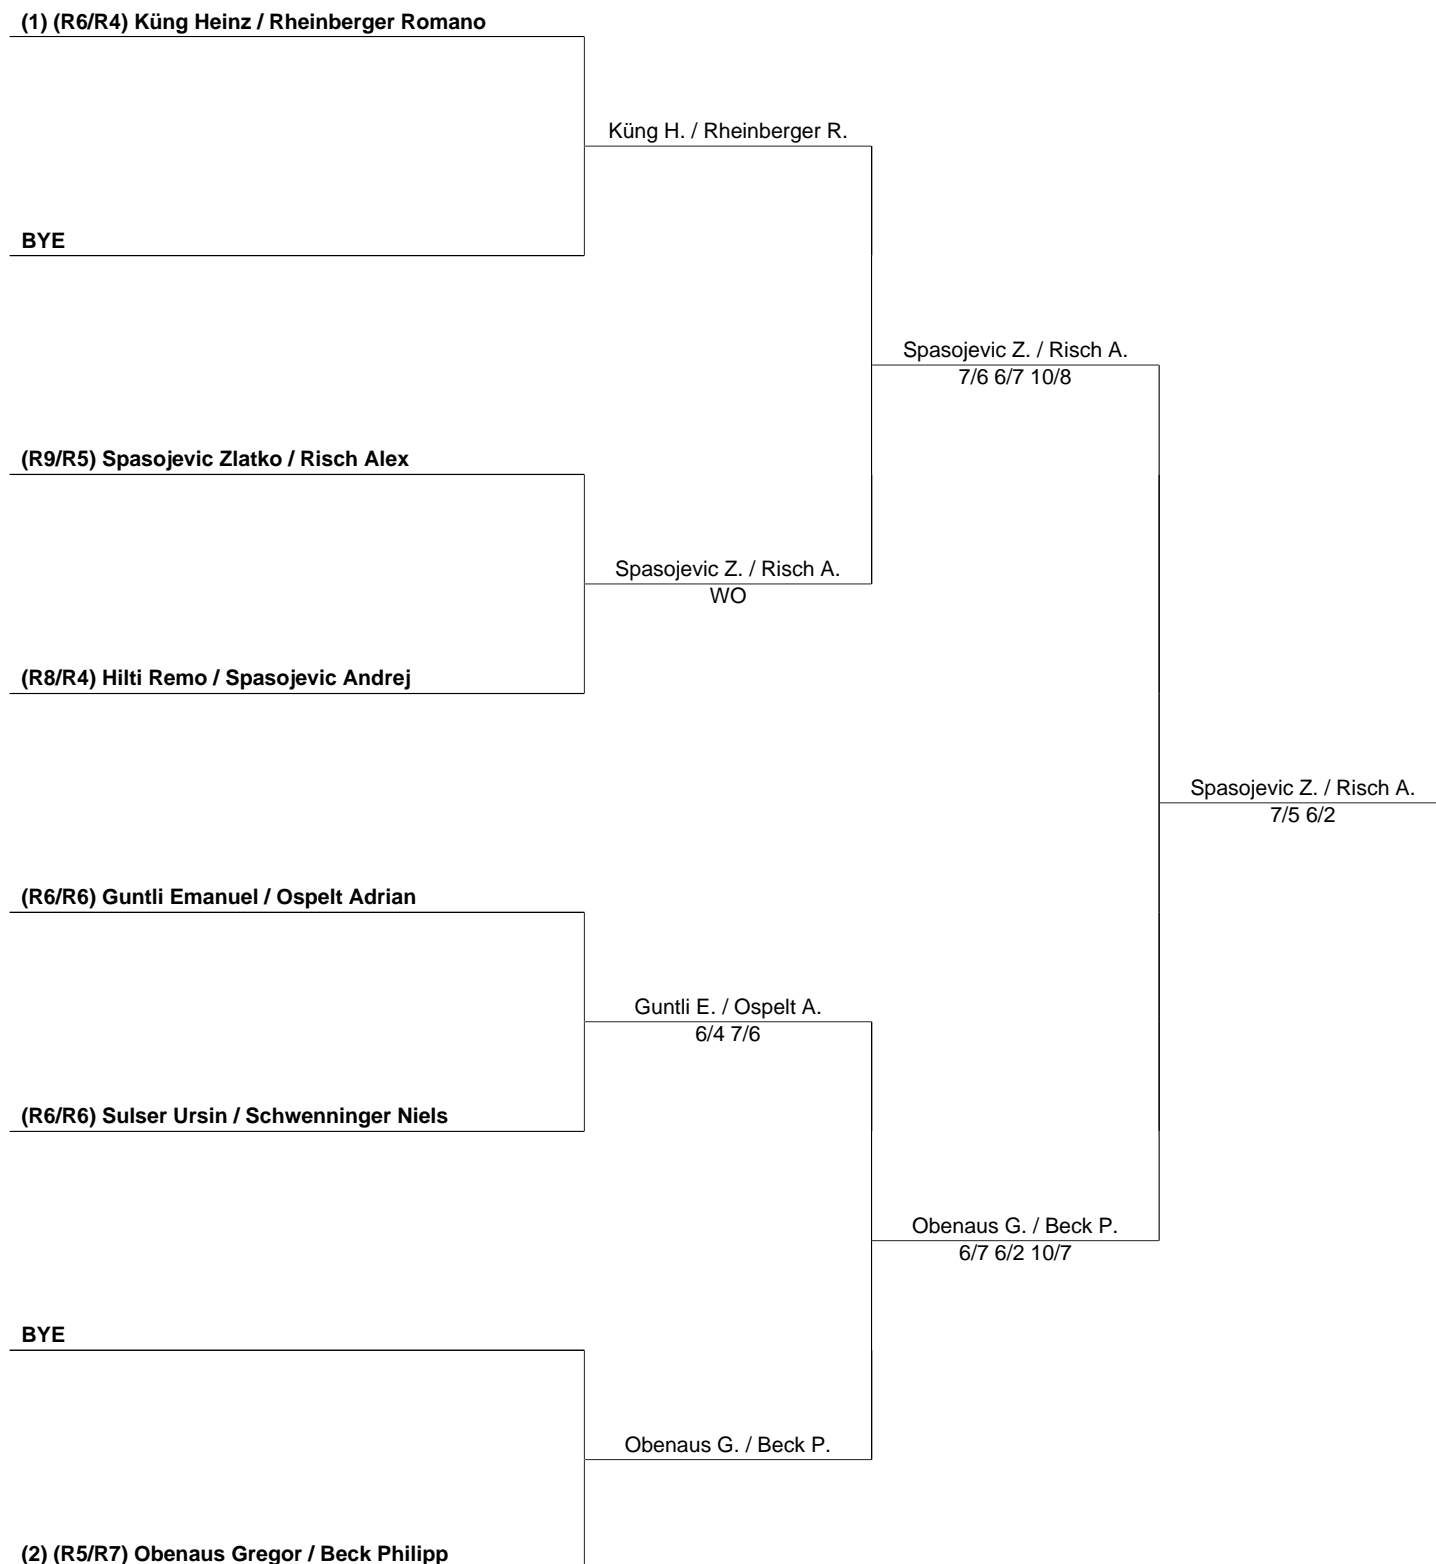 (1) (R6/R4) Küng Heinz / Rheinberger Romano
Küng H. / Rheinberger R.
BYE
Spasojevic Z. / Risch A.
7/6 6/7 10/8
(R9/R5) Spasojevic Zlatko / Risch Alex
Spasojevic Z. / Risch A.
WO
(R8/R4) Hilti Remo / Spasojevic Andrej
Spasojevic Z. / Risch A.
7/5 6/2
(R6/R6) Guntli Emanuel / Ospelt Adrian
Guntli E. / Ospelt A.
6/4 7/6
(R6/R6) Sulser Ursin / Schwenninger Niels
Obenaus G. / Beck P.
6/7 6/2 10/7
BYE
Obenaus G. / Beck P.
(2) (R5/R7) Obenaus Gregor / Beck Philipp